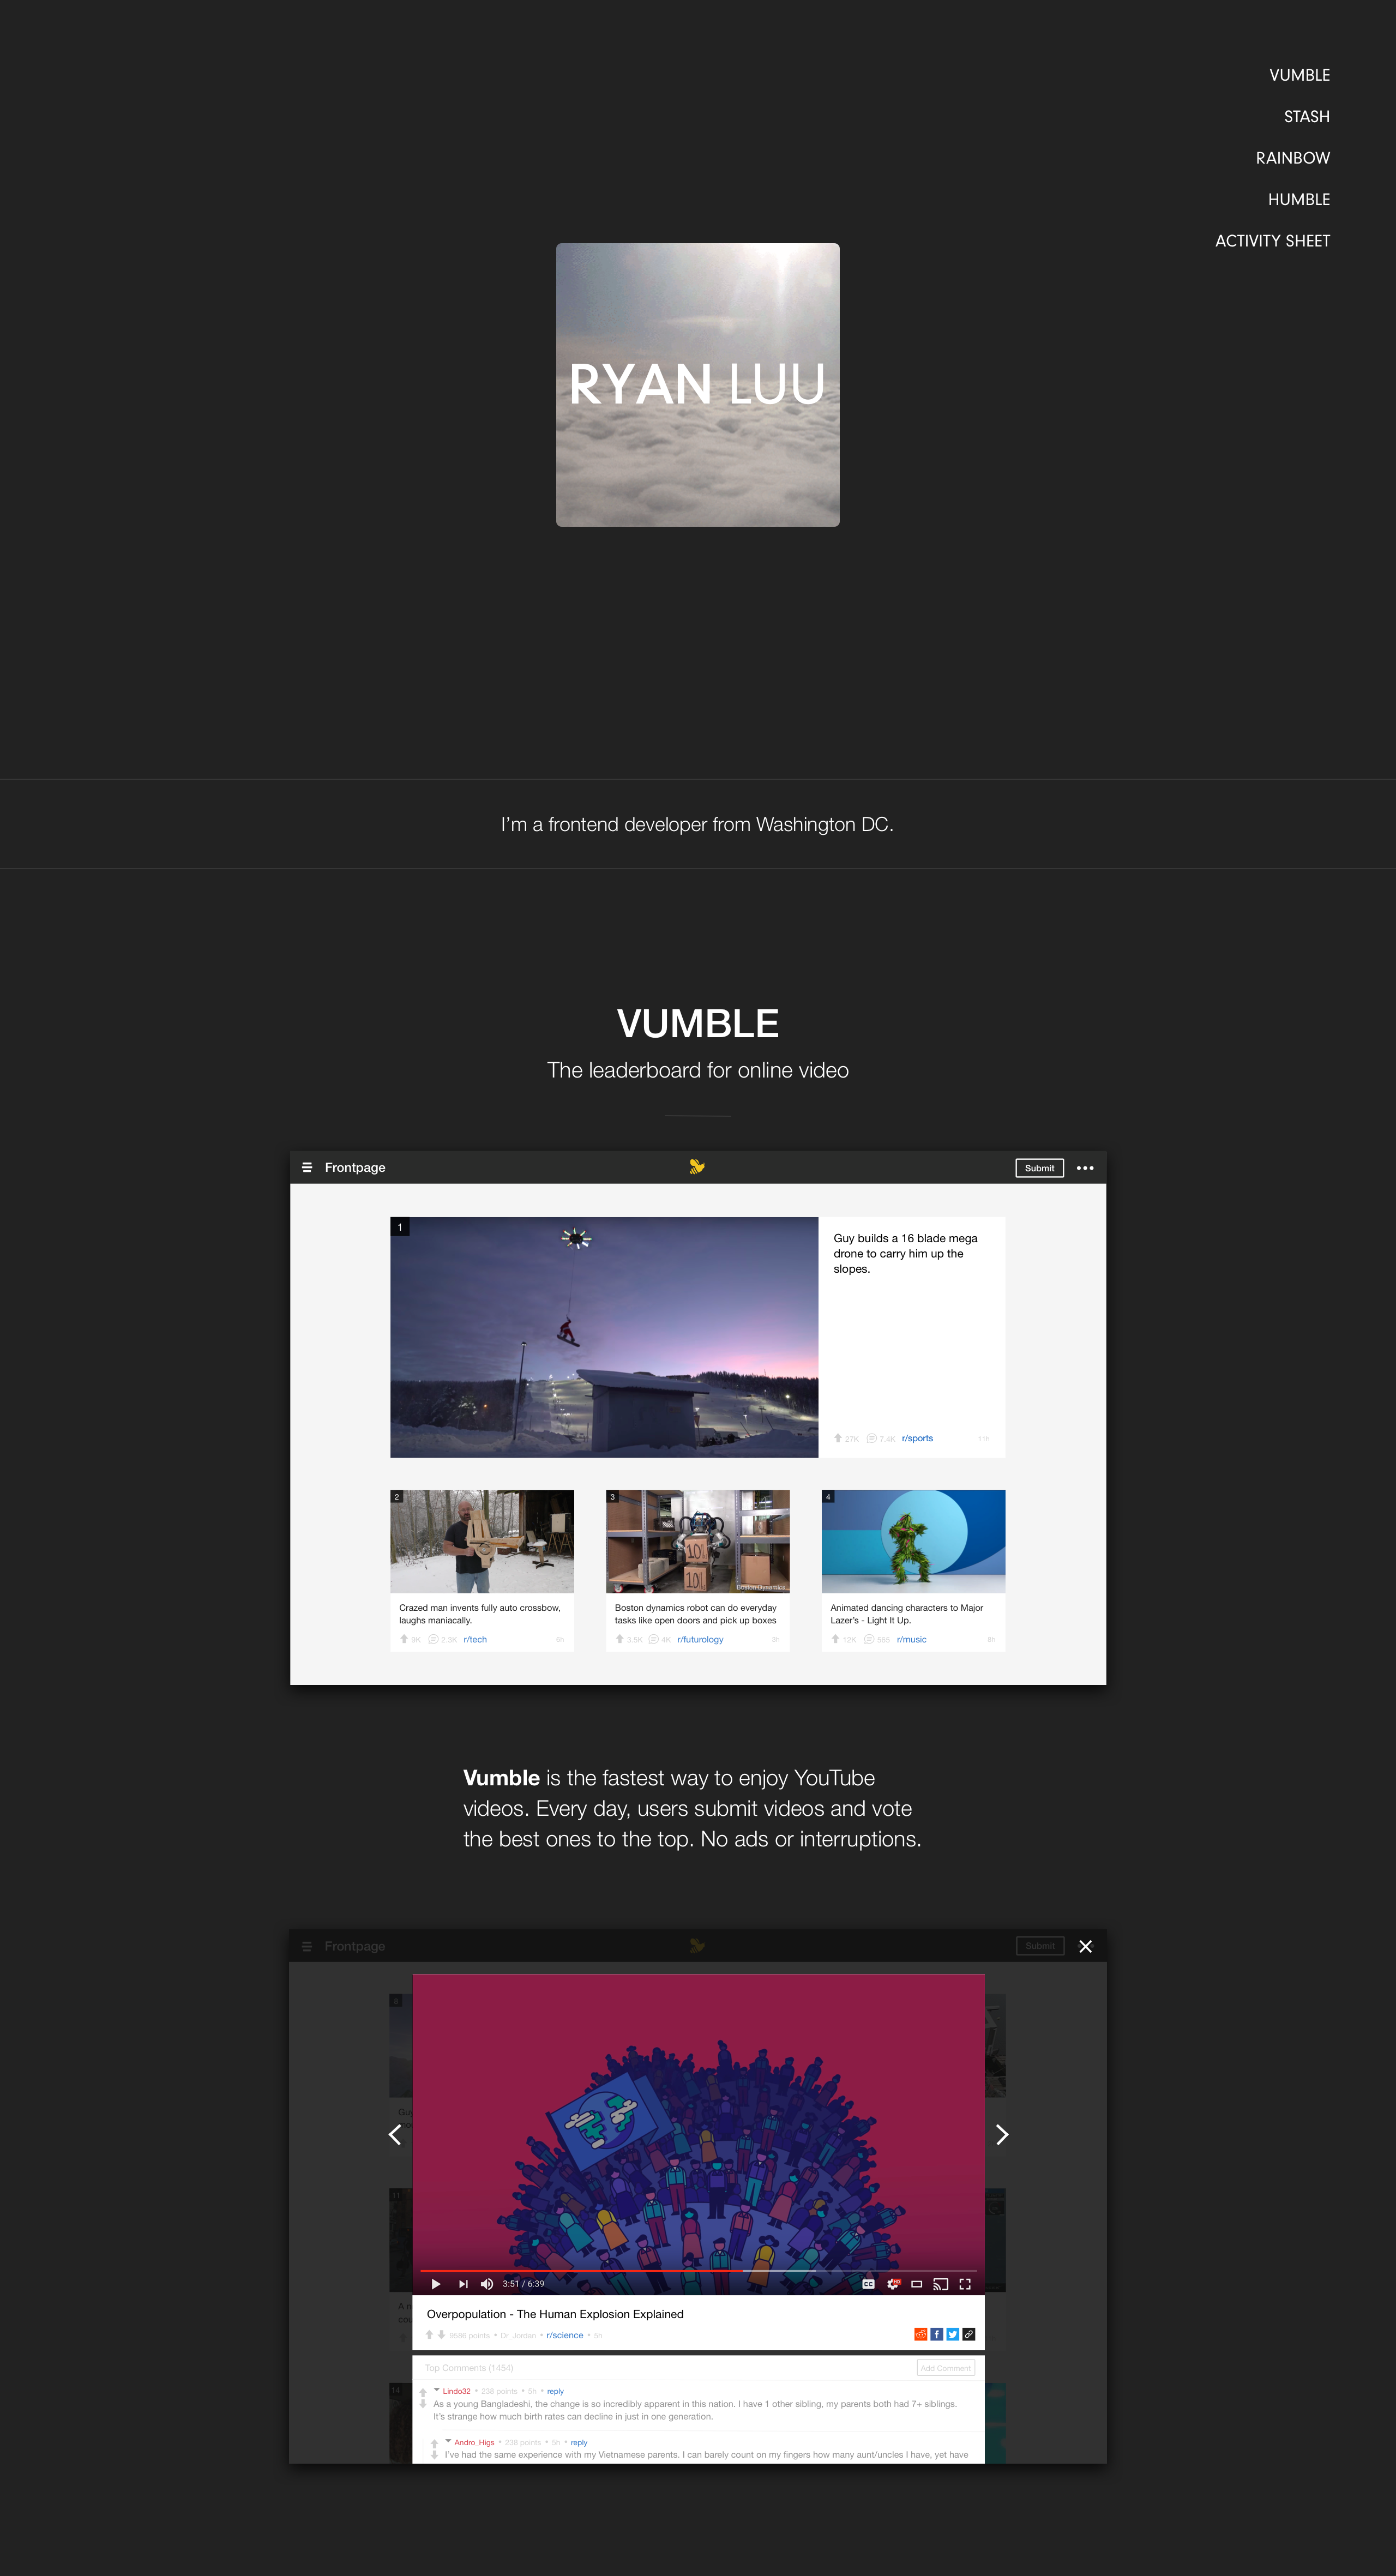 VUMBLE
STASH
RAINBOW
HUMBLE
ACTIVITY SHEET
RYAN LUU
I’m a frontend developer from Washington DC.
VUMBLE
The leaderboard for online video
Frontpage
Submit
1
Guy builds a 16 blade mega
drone to carry him up the
slopes.
27K 7.4K r/sports 11h
2
3
4
Boston Dynamics
Crazed man invents fully auto crossbow,
laughs maniacally.
9K 2.3K r/tech
Boston dynamics robot can do everyday
tasks like open doors and pick up boxes
3.5K 4K r/futurology
Animated dancing characters to Major
Lazer’s - Light It Up.
12K 565 r/music
Vumble is the fastest way to enjoy YouTube
videos. Every day, users submit videos and vote
the best ones to the top. No ads or interruptions.
Frontpage
Submit
11
14
3:51 / 6:39
CC
HD
Overpopulation - The Human Explosion Explained
9586 points • Dr_Jordan • r/science • 5h
Top Comments (1454)
Add Comment
Lindo32 • 238 points • 5h • reply
As a young Bangladeshi, the change is so incredibly apparent in this nation. I have 1 other sibling, my parents both had 7+ siblings.
It’s strange how much birth rates can decline in just in one generation.
Andro_Higs • 238 points • 5h • reply
I’ve had the same experience with my Vietnamese parents. I can barely count on my fingers how many aunt/uncles I have, yet have